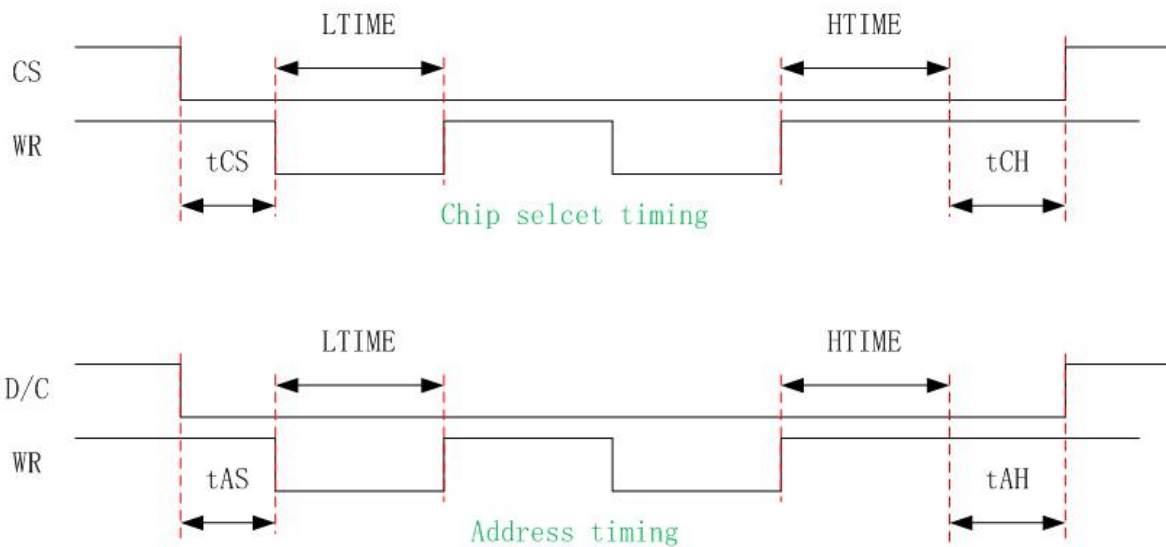 LTIME HTIME
CS
WR
tCS tCH
Chip selcet timing
LTIME HTIME
D/C
WR
tAS tAH
Address timing